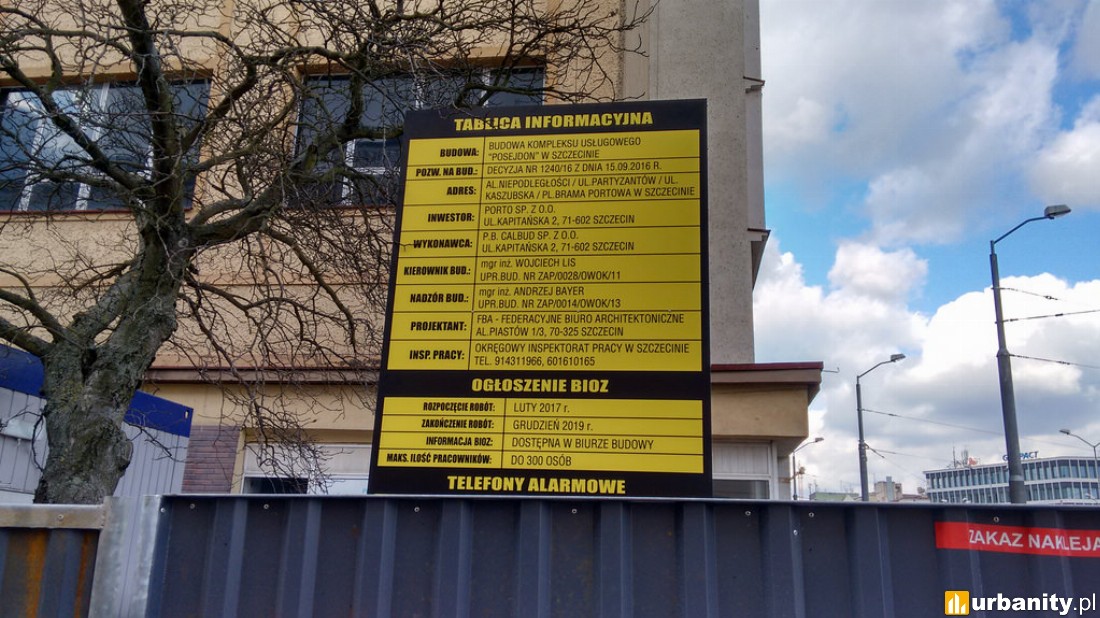 TABLICA INFORMACYJNA
BUDOWA: BUDOWA KOMPLEKSU USŁUGOWEGO
"POSEJDON" W SZCZECINIE
POZW. NA BUD.: DECYZJA NR 1240/16 Z DNIA 15.09.2016 R.
ADRES: AL.NIEPODLEGŁOŚCI / UL.PARTYZANTÓW / UL.
KASZUBSKA / PL.BRAMA PORTOWA W SZCZECINIE
INWESTOR: PORTO SP. Z O.O.
UL.KAPITAŃSKA 2, 71-602 SZCZECIN
WYKONAWCA: P.B. CALBUD SP. Z O.O.
UL.KAPITAŃSKA 2, 71-602 SZCZECIN
KIEROWNIK BUD.: mgr inż. WOJCIECH LIS
UPR.BUD. NR ZAP/0028/OWOK/11
NADZÓR BUD.: mgr inż. ANDRZEJ BAYER
UPR.BUD. NR ZAP/0014/OWOK/13
PROJEKTANT: FBA - FEDERACYJNE BIURO ARCHITEKTONICZNE
AL.PIASTÓW 1/3, 70-325 SZCZECIN
INSP. PRACY: OKRĘGOWY INSPEKTORAT PRACY W SZCZECINIE
TEL. 914311966, 601610165
OGŁOSZENIE BIOZ
ROZPOCZĘCIE ROBÓT: LUTY 2017 r.
ZAKOŃCZENIE ROBÓT: GRUDZIEŃ 2019 r.
INFORMACJA BIOZ: DOSTĘPNA W BIURZE BUDOWY
MAKS. ILOŚĆ PRACOWNIKÓW: DO 300 OSÓB
TELEFONY ALARMOWE
ZAKAZ NAKLEJA
urbanity.pl